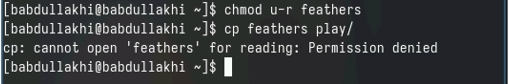 [babdullakhi@babdullakhi ~]$ chmod u-r feathers
[babdullakhi@babdullakhi ~]$ cp feathers play/
cp: cannot open 'feathers' for reading: Permission denied
[babdullakhi@babdullakhi ~]$